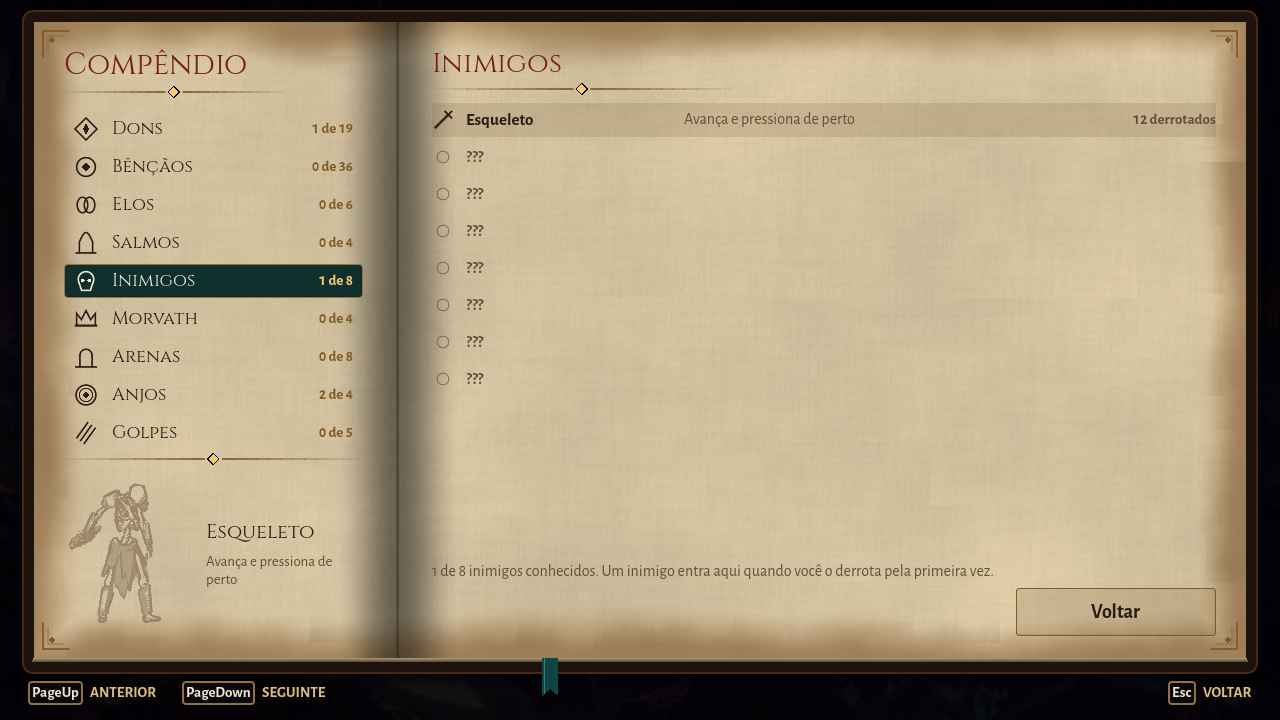 Compêndio
Dons 1 de 19
Bênçãos 0 de 36
Elos 0 de 6
Salmos 0 de 4
Inimigos 1 de 8
Morvath 0 de 4
Arenas 0 de 8
Anjos 2 de 4
Golpes 0 de 5
Esqueleto
Avança e pressiona de
perto
Inimigos
Esqueleto Avança e pressiona de perto 12 derrotados
???
???
???
???
???
???
???
1 de 8 inimigos conhecidos. Um inimigo entra aqui quando você o derrota pela primeira vez.
Voltar
PageUp ANTERIOR PageDown SEGUINTE Esc VOLTAR